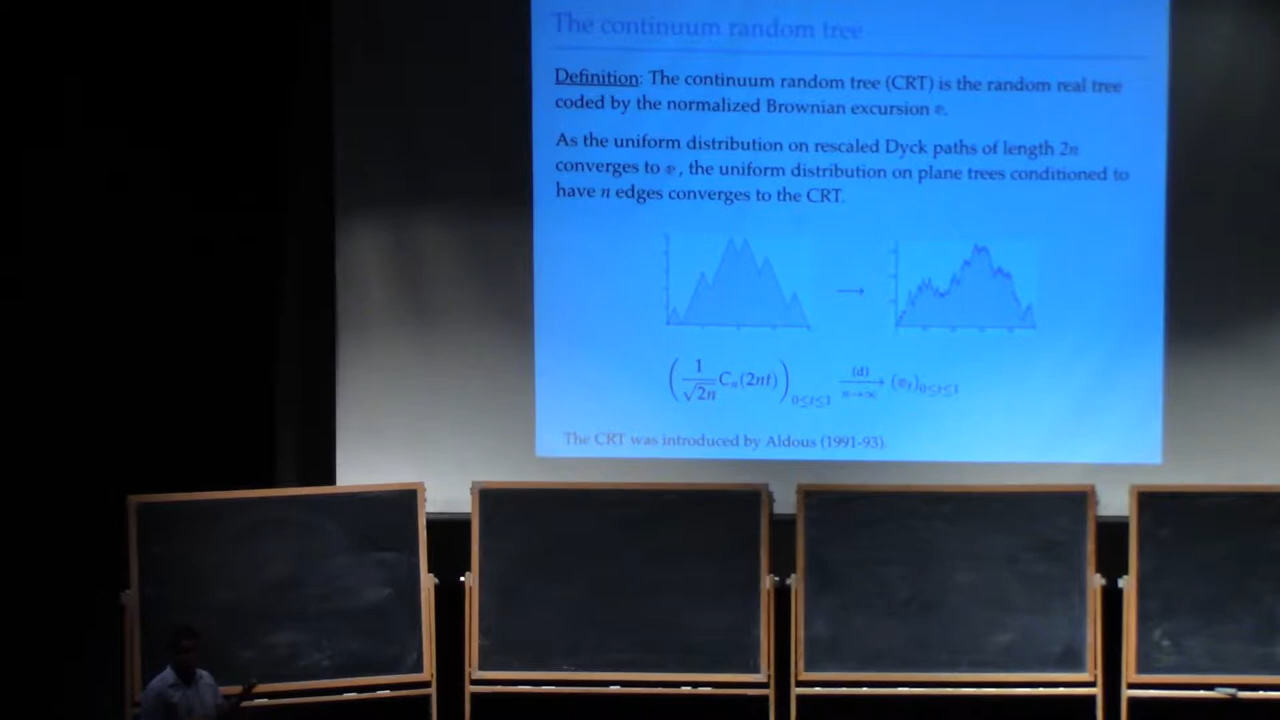 The continuum random tree
Definition: The continuum random tree (CRT) is the random real tree
coded by the normalized Brownian excursion e.
As the uniform distribution on rescaled Dyck paths of length 2n
converges to e, the uniform distribution on plane trees conditioned to
have n edges converges to the CRT.
(1/√2n Cₙ(2nt))0≤t≤1 (d)⟶n→∞ (eₜ)0≤t≤1
The CRT was introduced by Aldous (1991-93)